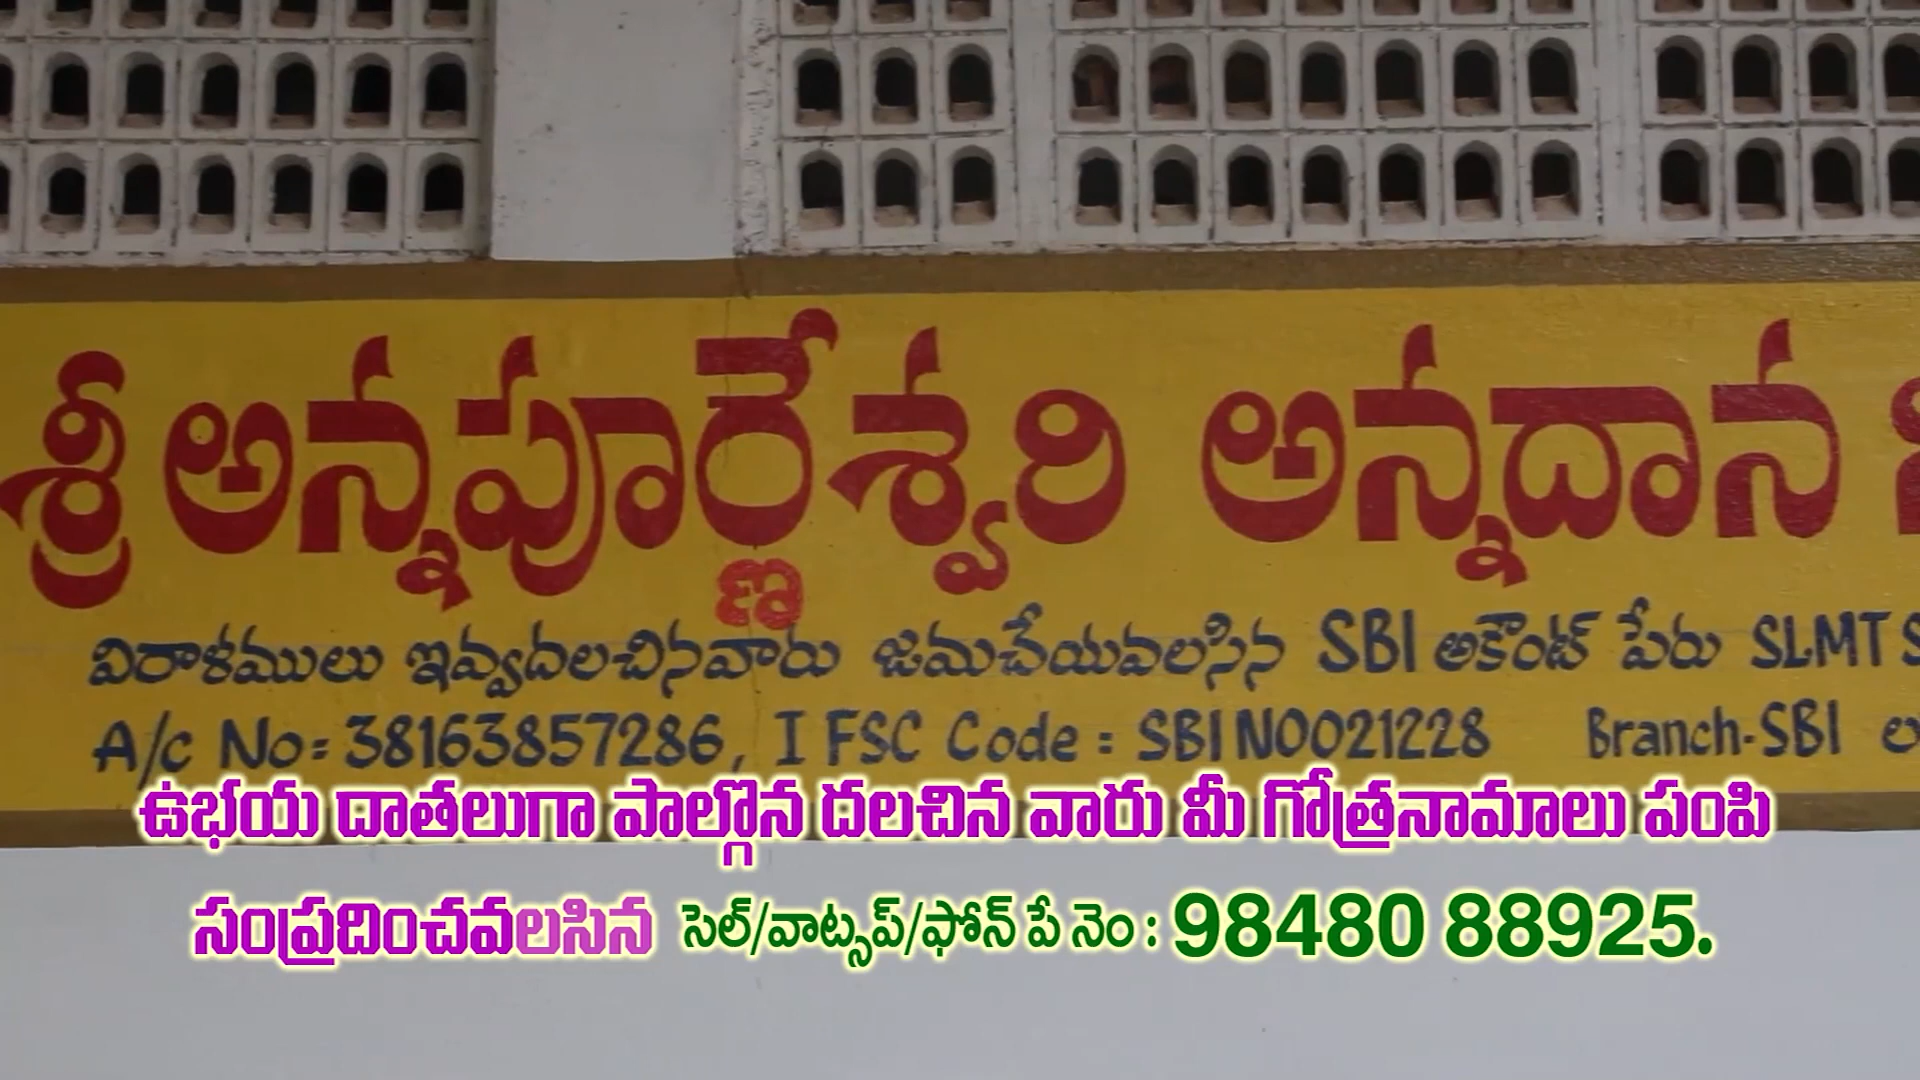 శ్రీ అన్నపూర్ణేశ్వరి అన్నదాన
విరాళములు ఇవ్వదలచినవారు జమచేయవలసిన SBI అకౌంట్ పేరు SLMT
A/c No: 38163857286, IFSC Code: SBIN0021228 Branch-SBI
ఉభయ దాతలుగా పాల్గొన దలచిన వారు మీ గోత్రనామాలు పంపి
సంప్రదించవలసిన సెల్/వాట్సప్/ఫోన్ పే నెం : 98480 88925.